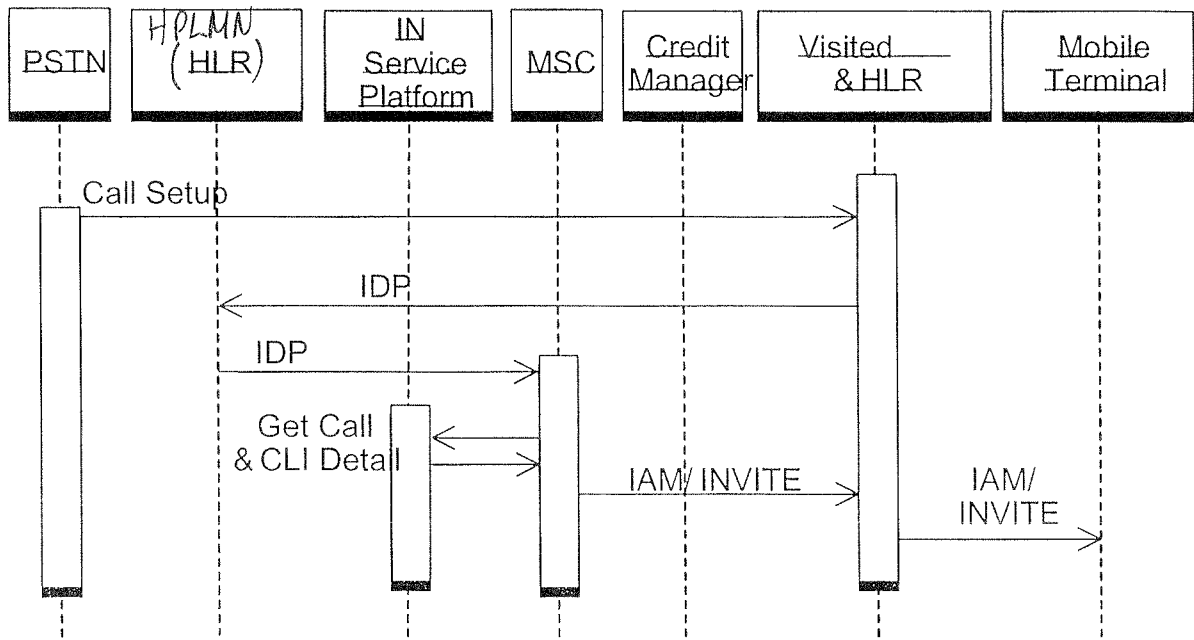 PSTN
HPLMN
(HLR)
IN
Service
Platform
MSC
Credit
Manager
Visited
&HLR
Mobile
Terminal
Call Setup
IDP
IDP
Get Call
& CLI Detail
IAM/ INVITE
IAM/
INVITE